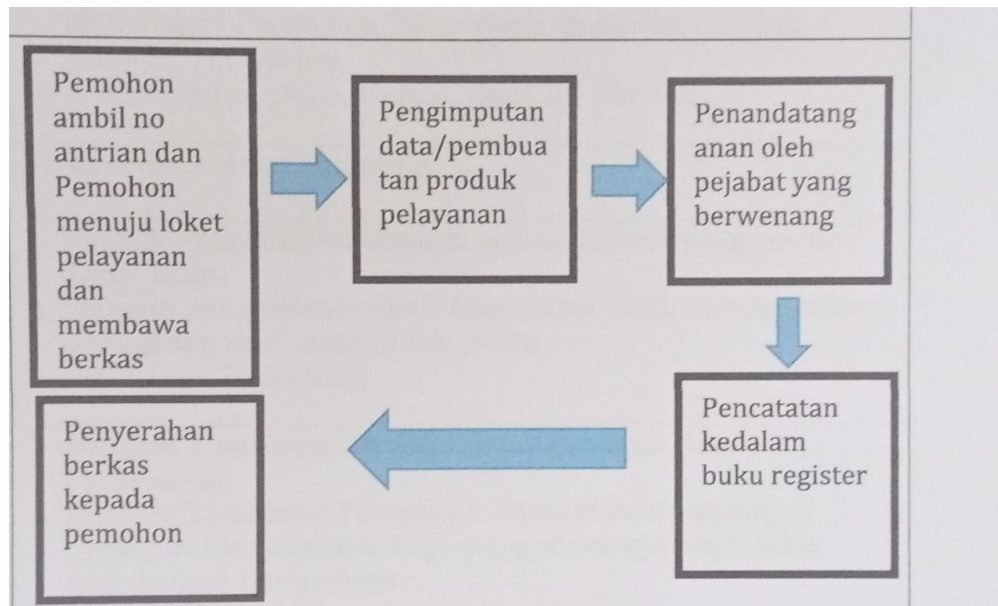 Pemohon
ambil no
antrian dan
Pemohon
menuju loket
pelayanan
dan
membawa
berkas
Pengimputan
data/pembua
tan produk
pelayanan
Penandatang
anan oleh
pejabat yang
berwenang
Pencatatan
kedalam
buku register
Penyerahan
berkas
kepada
pemohon